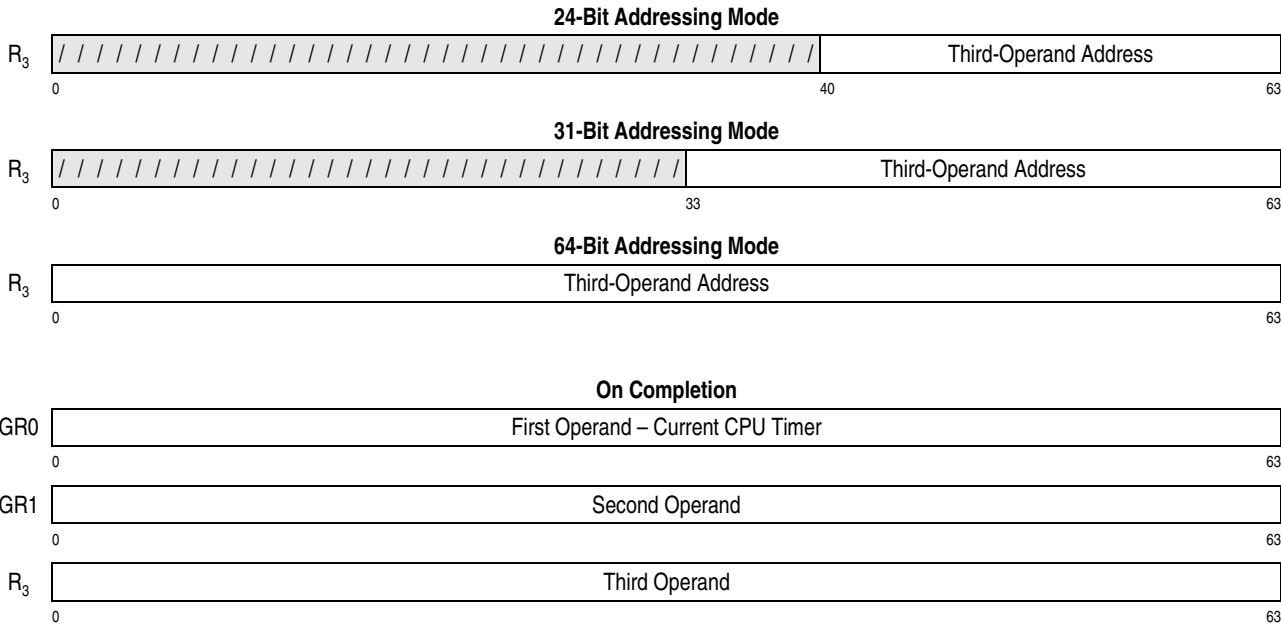 24-Bit Addressing Mode
R3 / / / / / / / / / / / / / / / / / / / / / / / / / / / / / / / / / / / / / / / / Third-Operand Address
0 40 63
31-Bit Addressing Mode
R3 / / / / / / / / / / / / / / / / / / / / / / / / / / / / / / / / / Third-Operand Address
0 33 63
64-Bit Addressing Mode
R3 Third-Operand Address
0 63
On Completion
GR0 First Operand – Current CPU Timer
0 63
GR1 Second Operand
0 63
R3 Third Operand
0 63